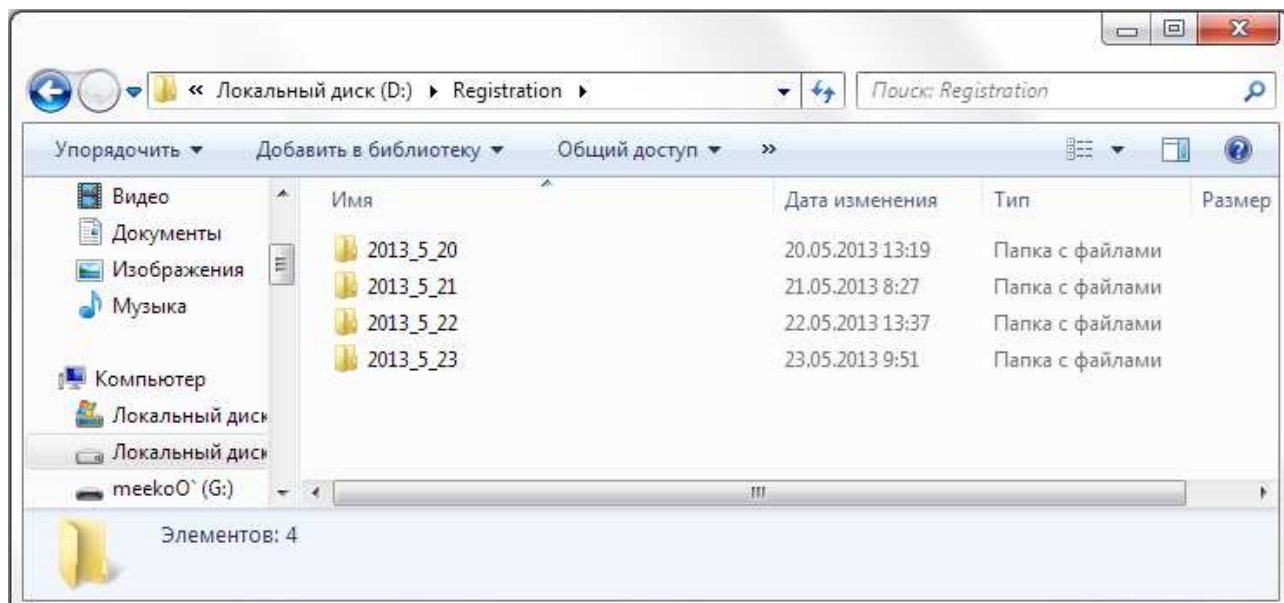 « Локальный диск (D:) Registration
Поиск: Registration
Упорядочить Добавить в библиотеку Общий доступ »
Видео
Документы
Изображения
Музыка
Компьютер
Локальный диск
Локальный диск
meekoO` (G:)
Имя Дата изменения Тип Размер
2013_5_20 20.05.2013 13:19 Папка с файлами
2013_5_21 21.05.2013 8:27 Папка с файлами
2013_5_22 22.05.2013 13:37 Папка с файлами
2013_5_23 23.05.2013 9:51 Папка с файлами
Элементов: 4